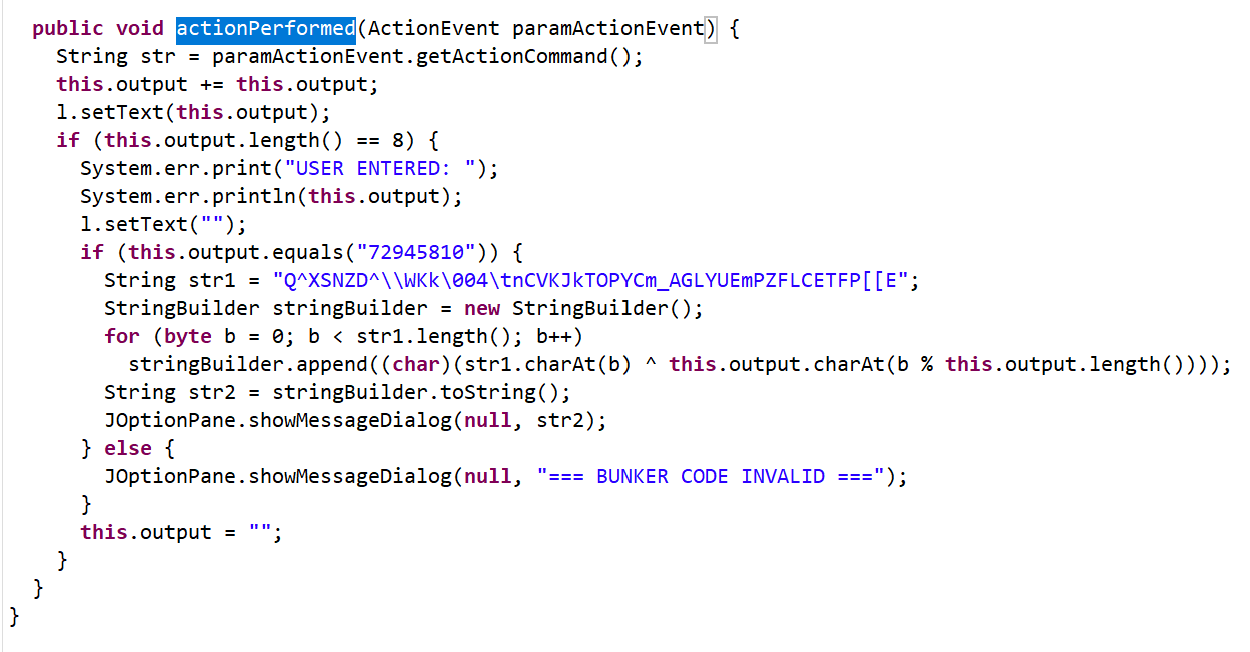 public void actionPerformed(ActionEvent paramActionEvent) {
String str = paramActionEvent.getActionCommand();
this.output += this.output;
l.setText(this.output);
if (this.output.length() == 8) {
System.err.print("USER ENTERED: ");
System.err.println(this.output);
l.setText("");
if (this.output.equals("72945810")) {
String str1 = "Q^XSNZD^\\WKk\004\tnCVKJkTOPYCm_AGLYUEmPZFLCETFP[[E";
StringBuilder stringBuilder = new StringBuilder();
for (byte b = 0; b < str1.length(); b++)
stringBuilder.append((char)(str1.charAt(b) ^ this.output.charAt(b % this.output.length())));
String str2 = stringBuilder.toString();
JOptionPane.showMessageDialog(null, str2);
} else {
JOptionPane.showMessageDialog(null, "=== BUNKER CODE INVALID ===");
}
this.output = "";
}
}
}